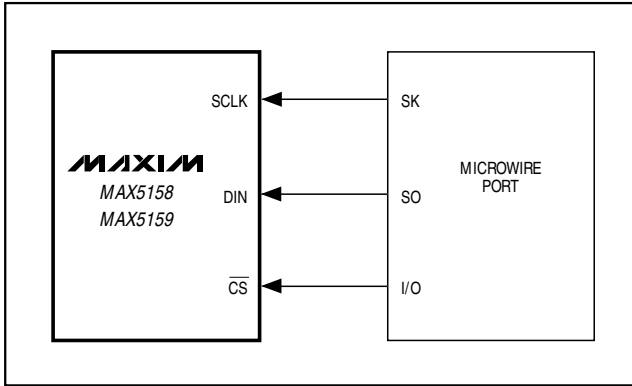 SCLK
SK
MAXIM
MAX5158
MAX5159
DIN
SO
MICROWIRE
PORT
CS
I/O